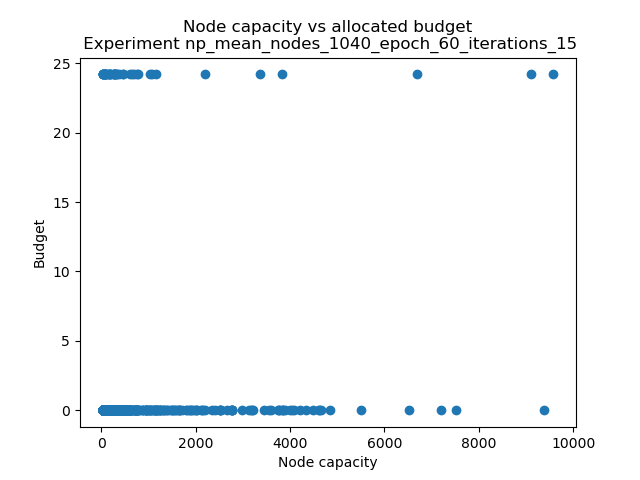 Node capacity vs allocated budget
Experiment np_mean_nodes_1040_epoch_60_iterations_15
25
20
15
10
5
0
Budget
0 2000 4000 6000 8000 10000
Node capacity